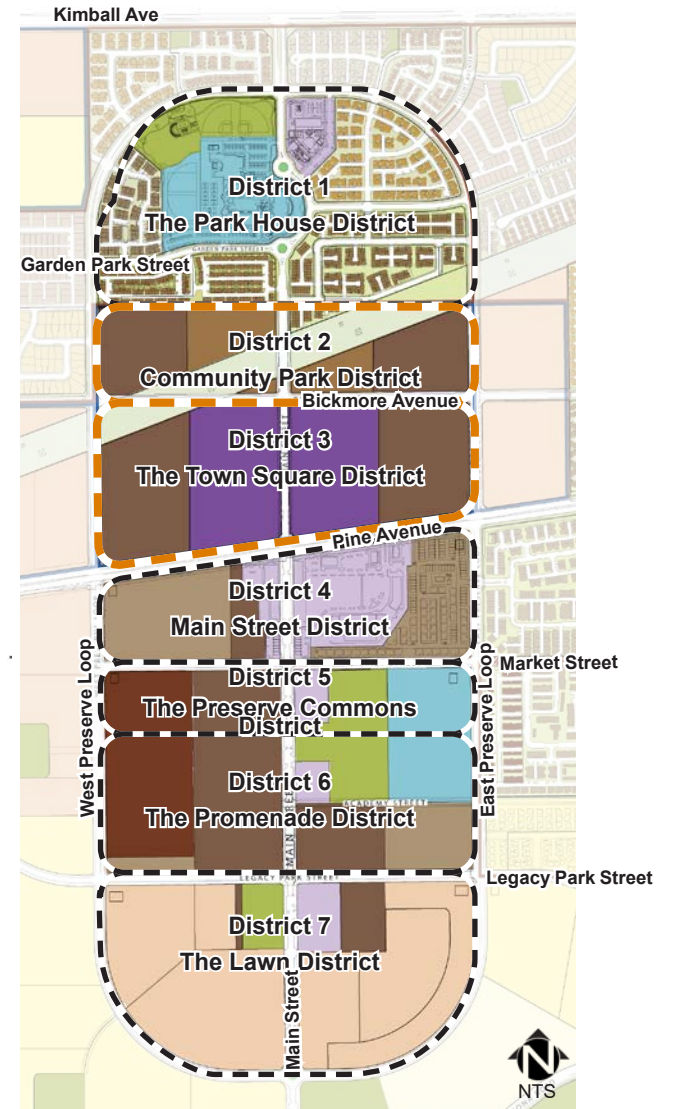 Kimball Ave
District 1
The Park House District
GARDEN PARK STREET
Garden Park Street
District 2
Community Park District
Bickmore Avenue
District 3
The Town Square District
Pine Avenue
District 4
Main Street District
Market Street
West Preserve Loop
East Preserve Loop
District 5
The Preserve Commons
District
District 6
ACADEMY STREET
The Promenade District
MAIN STREET
LEGACY PARK STREET
Legacy Park Street
District 7
The Lawn District
Main Street
N
NTS